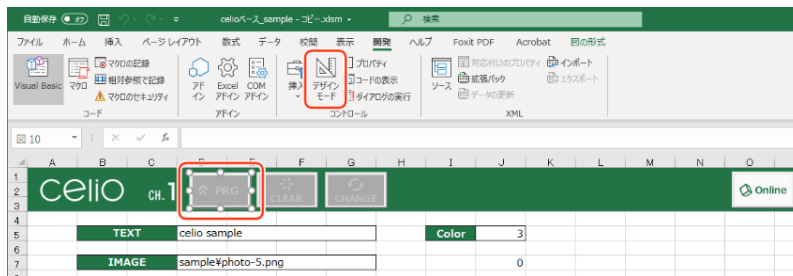 自動保存 オフ celioベース_sample - コピー.xlsm 検索
ファイル ホーム 挿入 ページ レイアウト 数式 データ 校閲 表示 開発 ヘルプ Foxit PDF Acrobat 図の形式
Visual Basic マクロ マクロの記録 相対参照で記録 マクロのセキュリティ
アドイン Excel アドイン COM アドイン
挿入 デザイン モード プロパティ コードの表示 ダイアログの実行
ソース 対応付けのプロパティ 拡張パック データの更新 インポート エクスポート
コード アドイン コントロール XML
10 fx
A B C D E F G H I J K L M N O
1
2 celio CH.1 PRG CLEAR CHANGE Online
3
4
5 TEXT celio sample Color 3
6
7 IMAGE sample¥photo-5.png 0